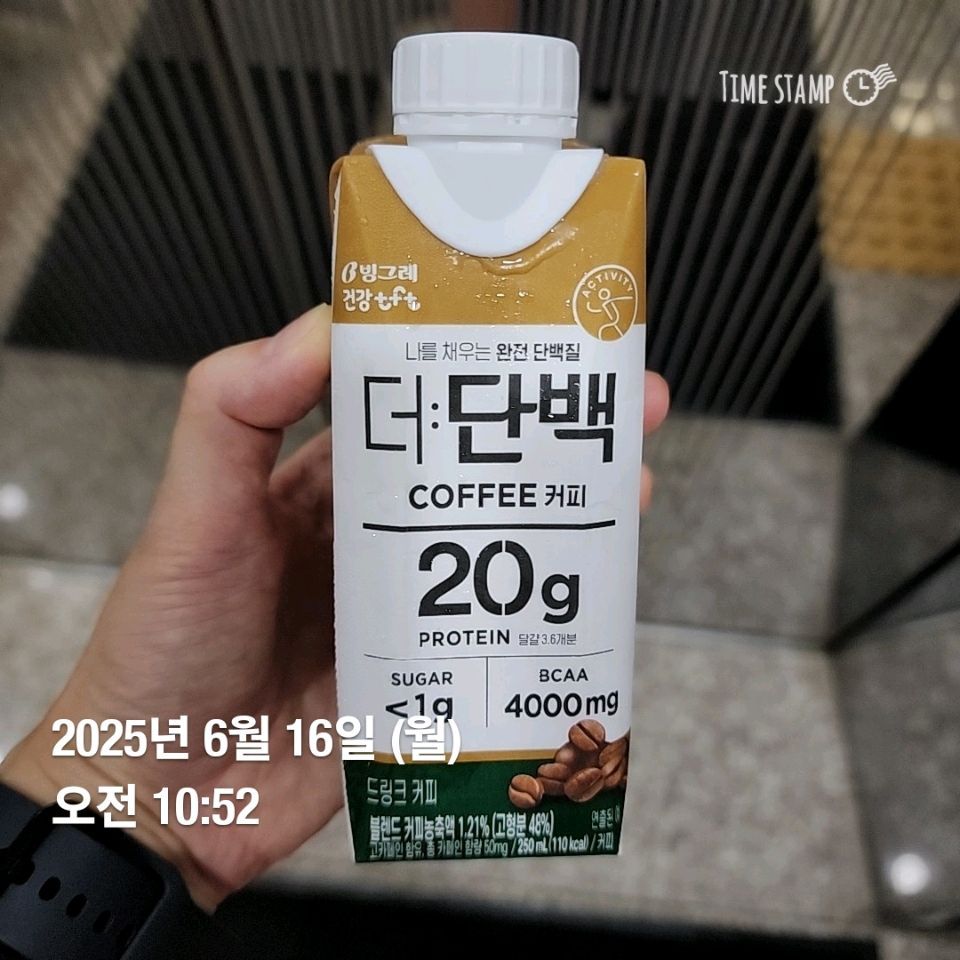 TIME STAMP
빙그레
건강 tft
ACTIVITY
나를 채우는 완전 단백질
더:단백
COFFEE 커피
20g
PROTEIN 달걀 3.6개분
SUGAR
<1g
BCAA
4000mg
2025년 6월 16일 (월)
오전 10:52
드링크 커피
블렌드 커피농축액 1.21% (고형분 48%)
연출된
고카페인 함유, 총 카페인 함량 50mg / 250 mL (110 kcal) / 커피